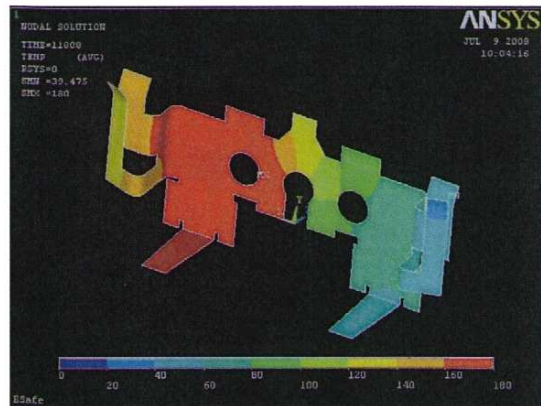 1
NODAL SOLUTION
TIME=11000
TEMP (AVG)
RSYS=0
SMN =39.475
SMX =180
ANSYS
JUL 9 2009
10:04:16
0 20 40 60 80 100 120 140 160 180
ESafe